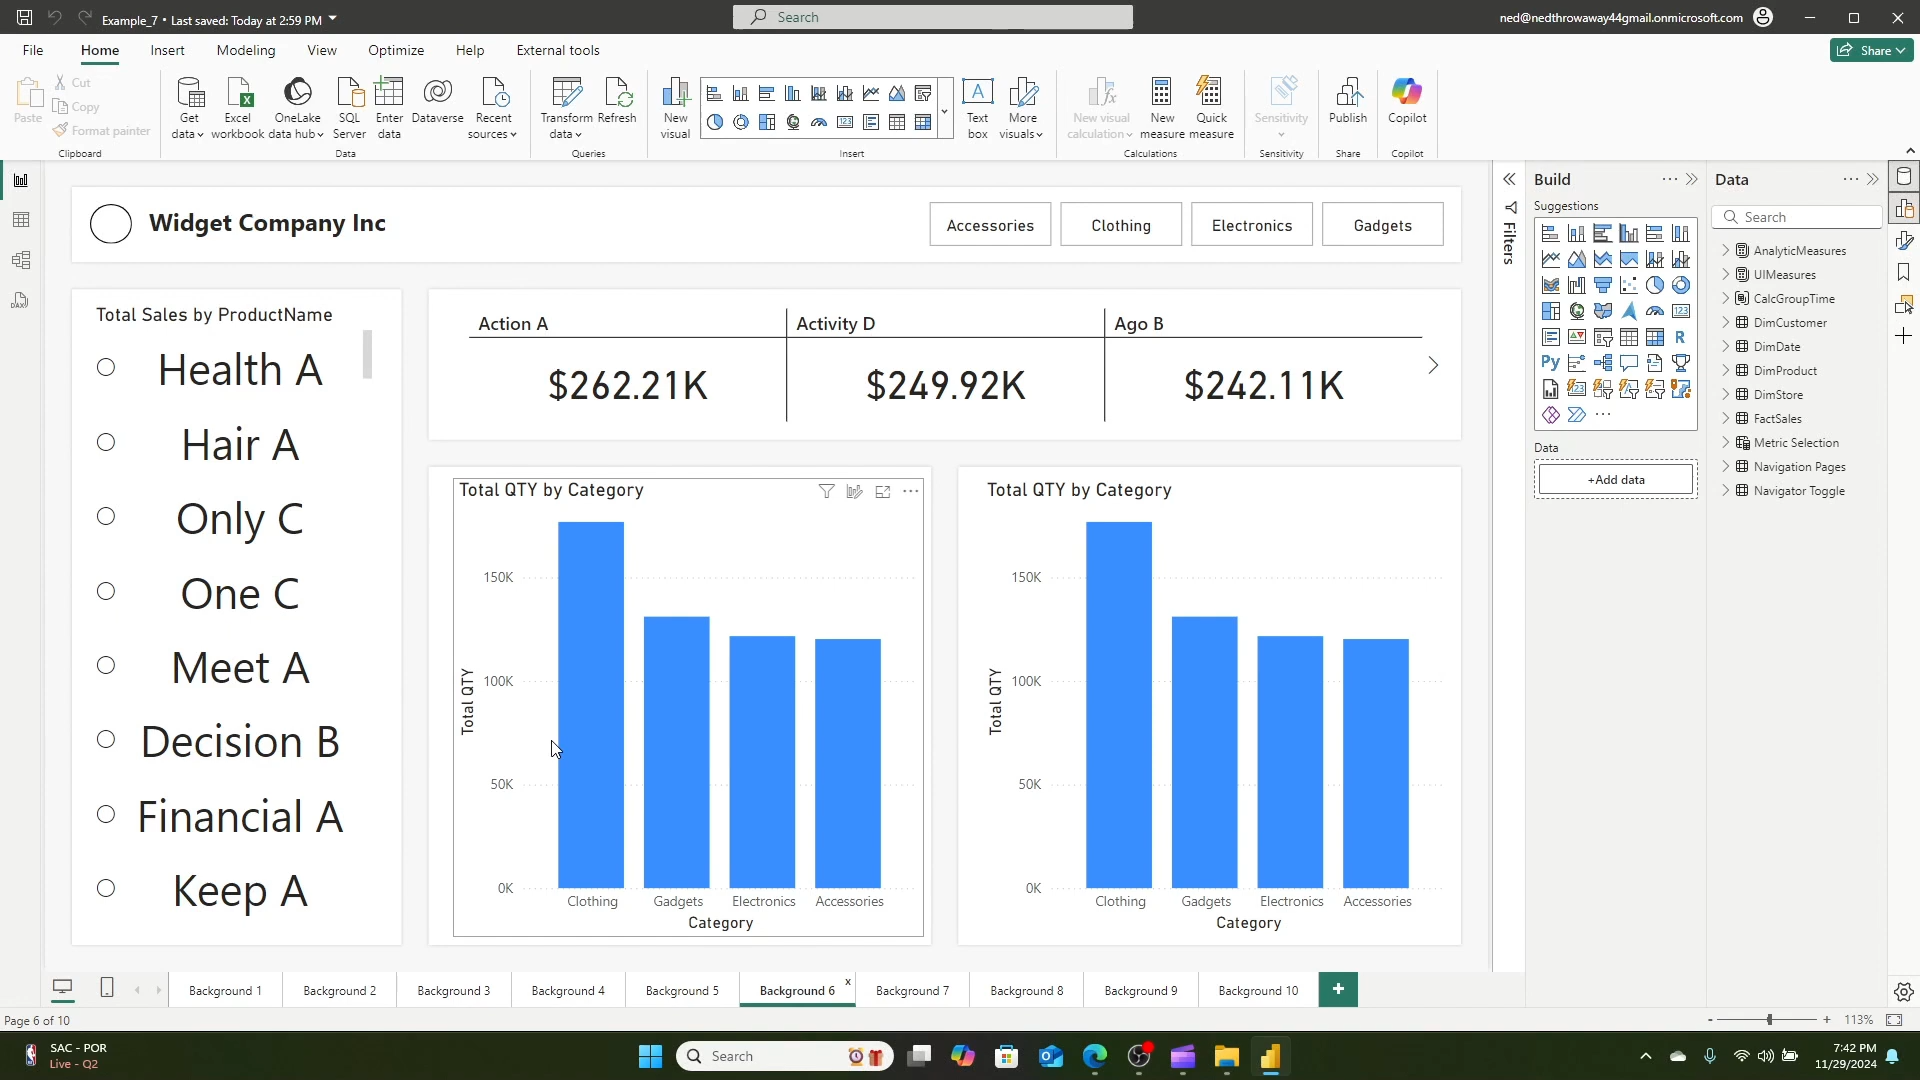 Example_7 • Last saved: Today at 2:59 PM
Search
ned@nedthrowaway44gmail.onmicrosoft.com
File
Home
Insert
Modeling
View
Optimize
Help
External tools
Share
Paste
Cut
Copy
Format painter
Clipboard
Get data
Excel workbook
OneLake data hub
SQL Server
Enter data
Dataverse
Recent sources
Data
Transform data
Refresh
Queries
New visual
Text box
More visuals
Insert
New visual calculation
New measure
Quick measure
Calculations
Sensitivity
Sensitivity
Publish
Share
Copilot
Copilot
Widget Company Inc
Accessories
Clothing
Electronics
Gadgets
Total Sales by ProductName
Health A
Hair A
Only C
One C
Meet A
Decision B
Financial A
Keep A
Action A
Activity D
Ago B
$262.21K
$249.92K
$242.11K
Total QTY by Category
150K
100K
50K
0K
Total QTY
Clothing
Gadgets
Electronics
Accessories
Category
Total QTY by Category
150K
100K
50K
0K
Total QTY
Clothing
Gadgets
Electronics
Accessories
Category
Filters
Build
Suggestions
Data
+Add data
Data
Search
AnalyticMeasures
UIMeasures
CalcGroupTime
DimCustomer
DimDate
DimProduct
DimStore
FactSales
Metric Selection
Navigation Pages
Navigator Toggle
Background 1
Background 2
Background 3
Background 4
Background 5
Background 6
Background 7
Background 8
Background 9
Background 10
Page 6 of 10
113%
SAC - POR
Live - Q2
Search
7:42 PM
11/29/2024